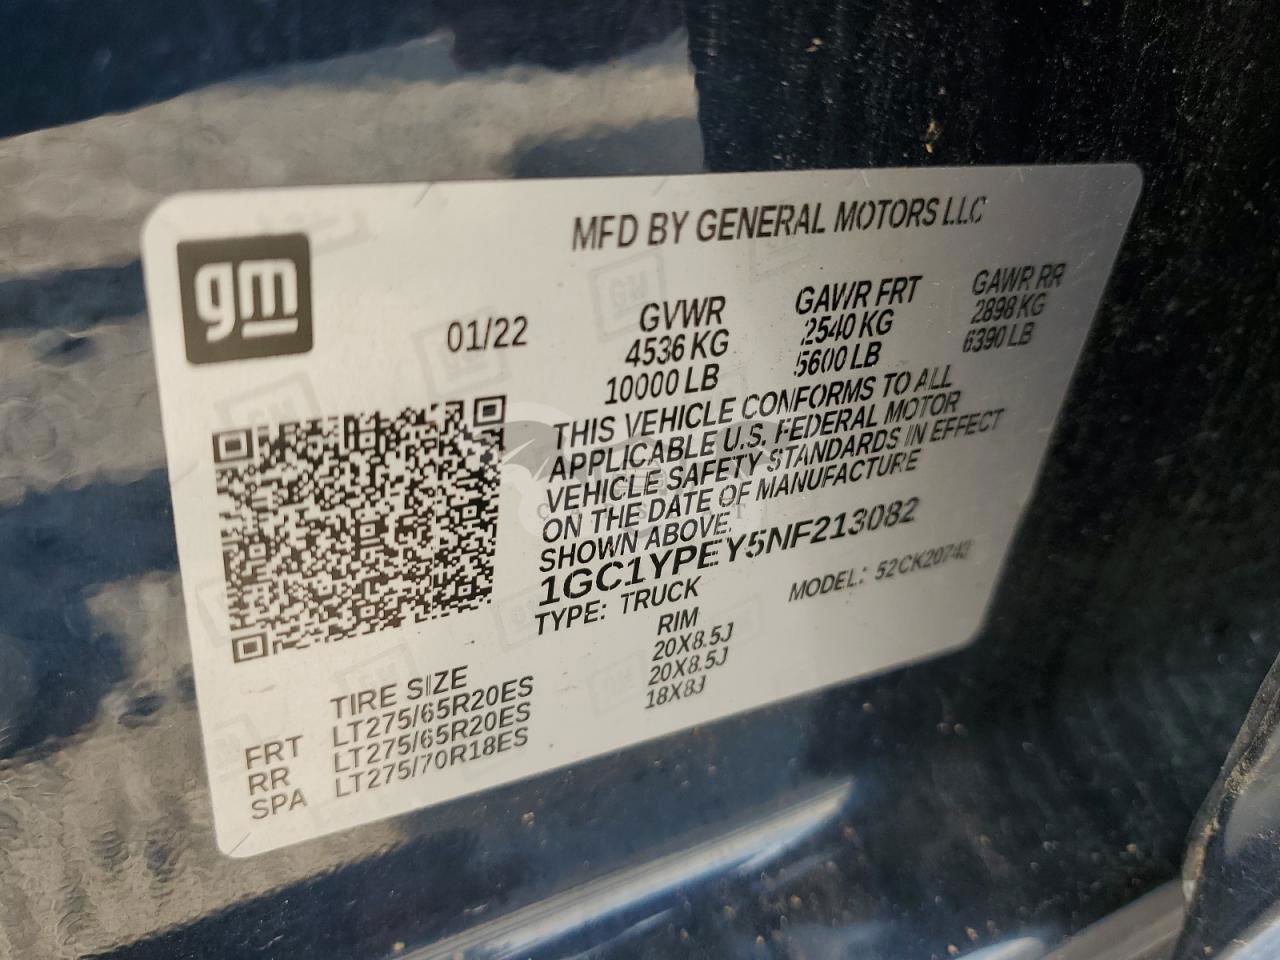 MFD BY GENERAL MOTORS LLC
gm
01/22
GVWR GAWR FRT GAWR RR
4536 KG 2540 KG 2898 KG
10000 LB 5600 LB 6390 LB
THIS VEHICLE CONFORMS TO ALL
APPLICABLE U.S. FEDERAL MOTOR
VEHICLE SAFETY STANDARDS IN EFFECT
ON THE DATE OF MANUFACTURE
SHOWN ABOVE.
1GC1YPEY5NF213082
TYPE: TRUCK MODEL: 52CK20743
TIRE SIZE RIM
FRT LT275/65R20ES 20X8.5J
RR LT275/65R20ES 20X8.5J
SPA LT275/70R18ES 18X8J